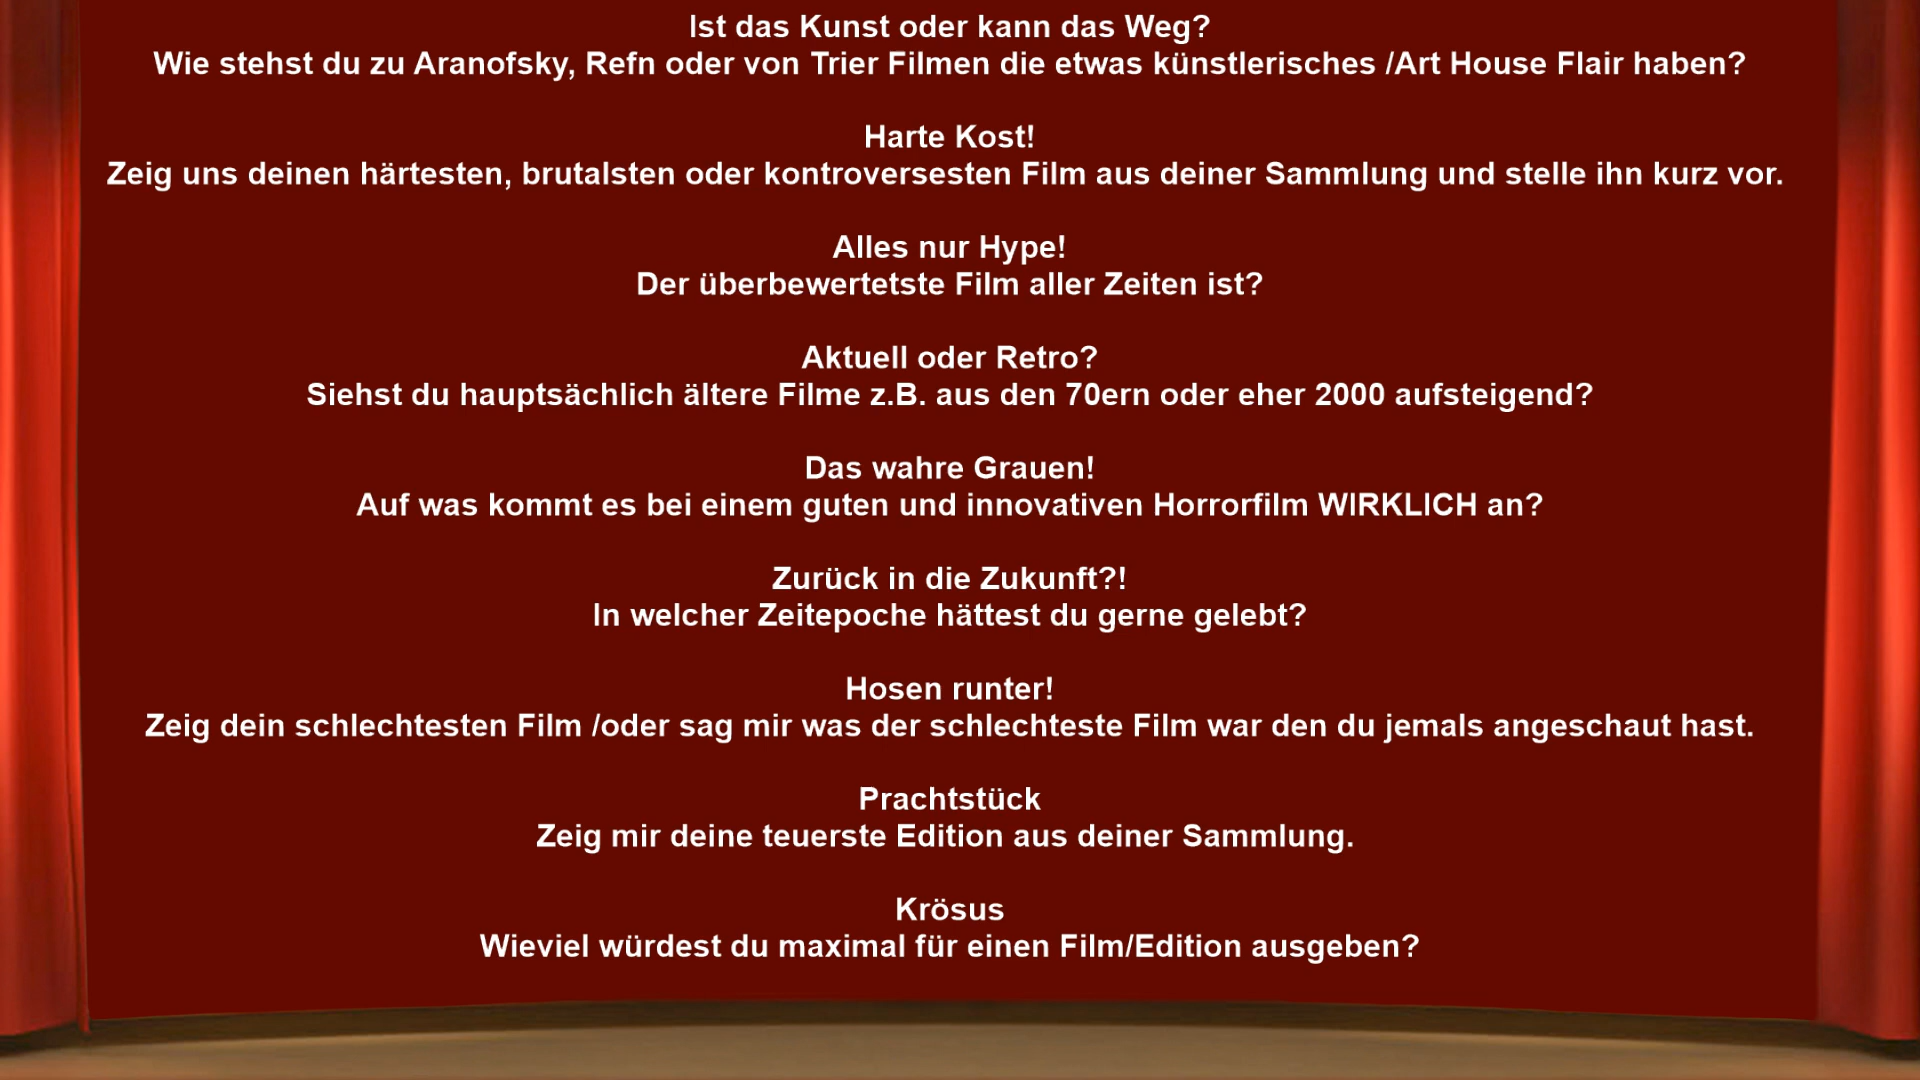 Ist das Kunst oder kann das Weg?
Wie stehst du zu Aranofsky, Refn oder von Trier Filmen die etwas künstlerisches /Art House Flair haben?
Harte Kost!
Zeig uns deinen härtesten, brutalsten oder kontroversesten Film aus deiner Sammlung und stelle ihn kurz vor.
Alles nur Hype!
Der überbewertetste Film aller Zeiten ist?
Aktuell oder Retro?
Siehst du hauptsächlich ältere Filme z.B. aus den 70ern oder eher 2000 aufsteigend?
Das wahre Grauen!
Auf was kommt es bei einem guten und innovativen Horrorfilm WIRKLICH an?
Zurück in die Zukunft?!
In welcher Zeitepoche hättest du gerne gelebt?
Hosen runter!
Zeig dein schlechtesten Film /oder sag mir was der schlechteste Film war den du jemals angeschaut hast.
Prachtstück
Zeig mir deine teuerste Edition aus deiner Sammlung.
Krösus
Wieviel würdest du maximal für einen Film/Edition ausgeben?